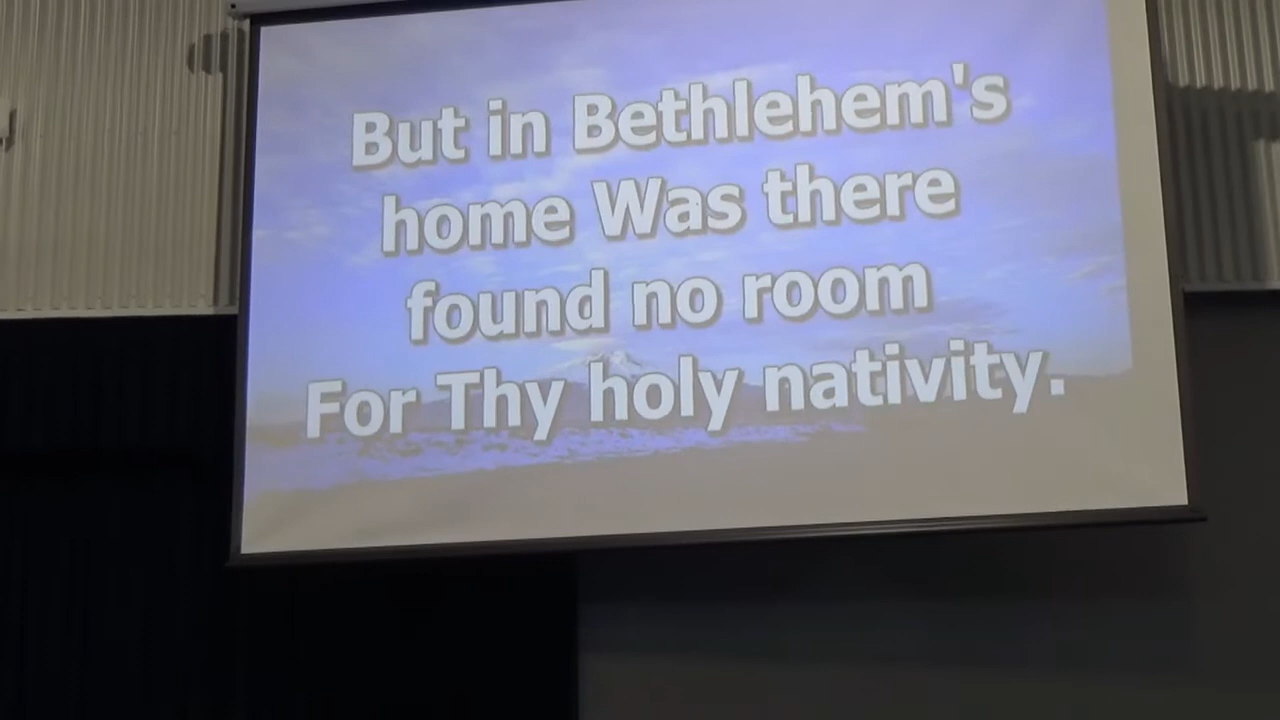 But in Bethlehem's
home Was there
found no room
For Thy holy nativity.